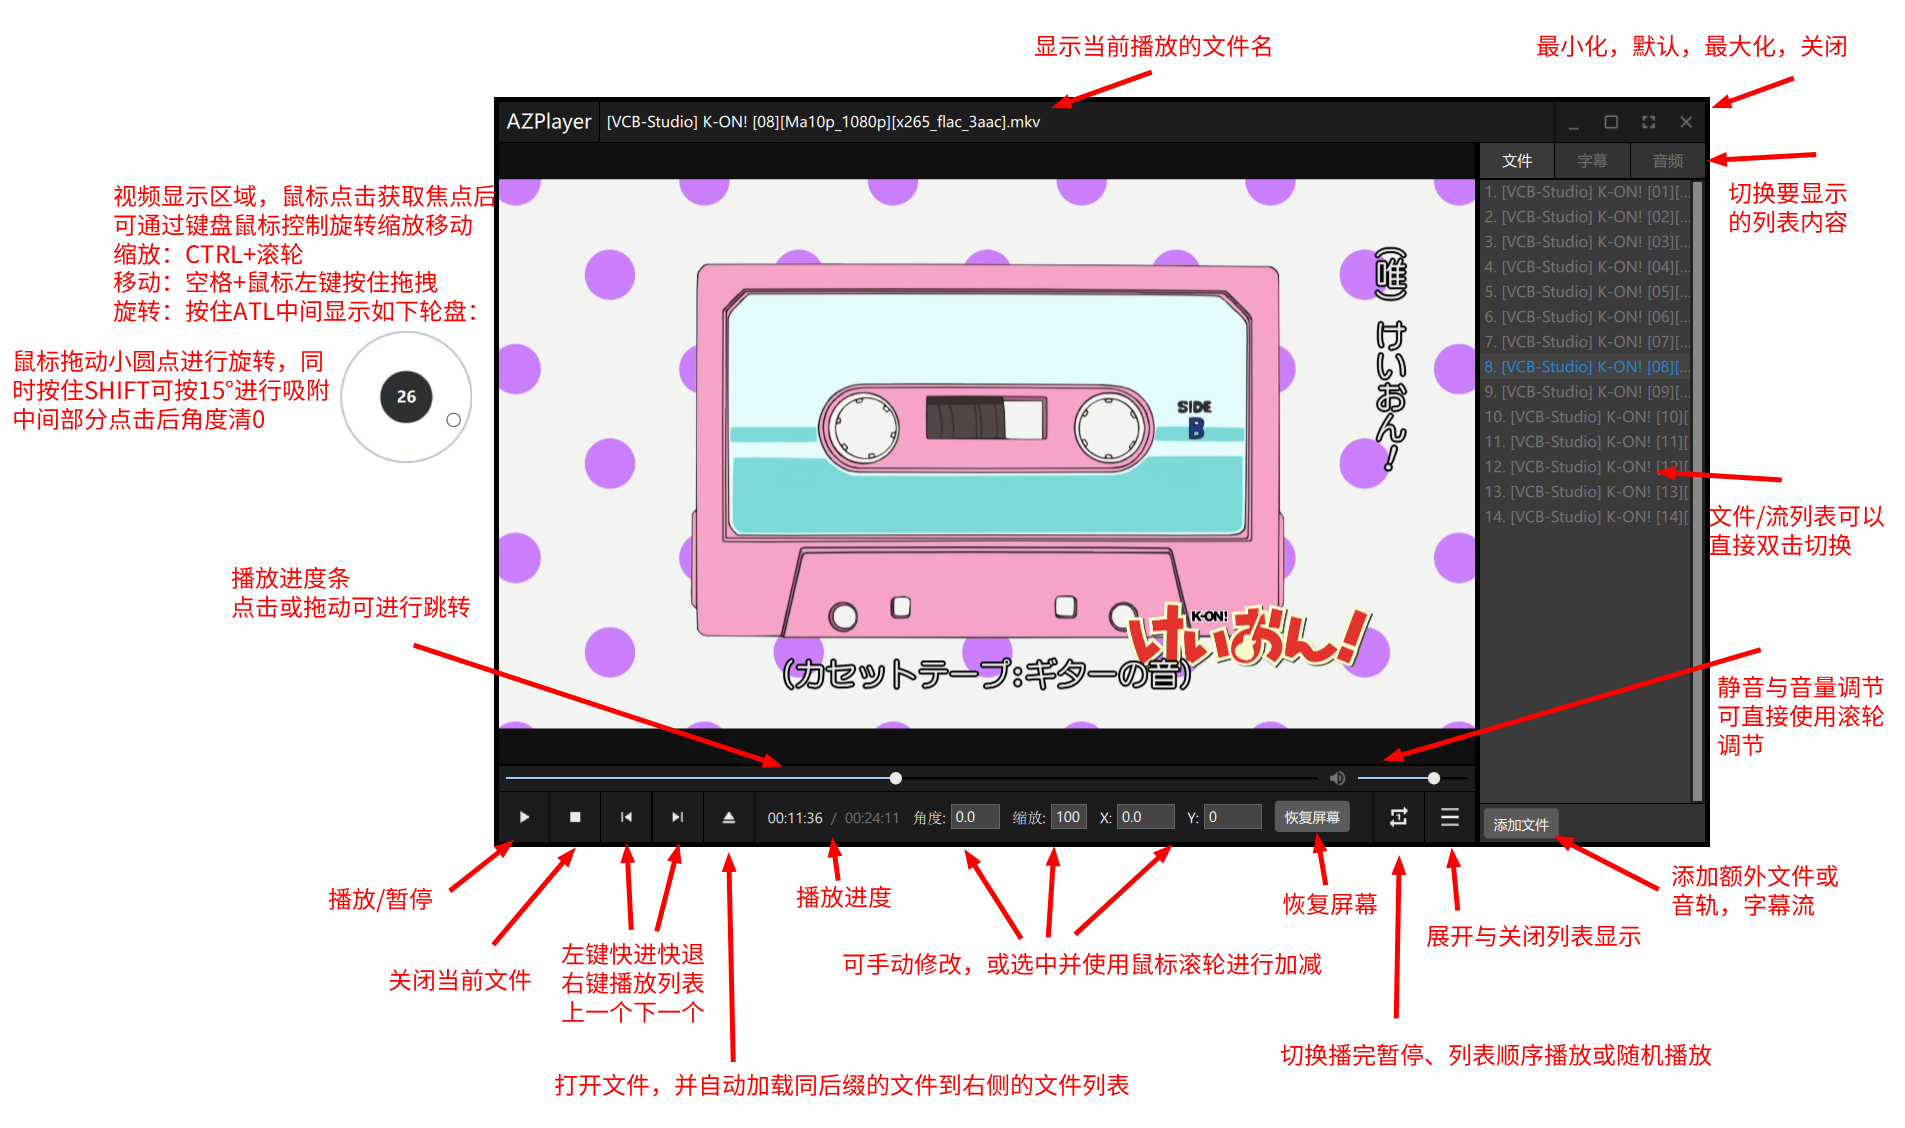 显示当前播放的文件名
最小化，默认，最大化，关闭
AZPlayer
[VCB-Studio] K-ON! [08][Ma10p_1080p][x265_flac_3aac].mkv
文件
字幕
音频
切换要显示
的列表内容
视频显示区域，鼠标点击获取焦点后
可通过键盘鼠标控制旋转缩放移动
缩放：CTRL+滚轮
移动：空格+鼠标左键按住拖拽
旋转：按住ATL中间显示如下轮盘：
鼠标拖动小圆点进行旋转，同
时按住SHIFT可按15°进行吸附
中间部分点击后角度清0
26
1. [VCB-Studio] K-ON! [01][...
2. [VCB-Studio] K-ON! [02][...
3. [VCB-Studio] K-ON! [03][...
4. [VCB-Studio] K-ON! [04][...
5. [VCB-Studio] K-ON! [05][...
6. [VCB-Studio] K-ON! [06][...
7. [VCB-Studio] K-ON! [07][...
8. [VCB-Studio] K-ON! [08][...
9. [VCB-Studio] K-ON! [09][...
10. [VCB-Studio] K-ON! [10][
11. [VCB-Studio] K-ON! [11][
12. [VCB-Studio] K-ON! [12][
13. [VCB-Studio] K-ON! [13][
14. [VCB-Studio] K-ON! [14][
(唯) けいおん！
SIDE
B
K-ON!
けいおん！
(カセットテープ:ギターの音)
文件/流列表可以
直接双击切换
播放进度条
点击或拖动可进行跳转
静音与音量调节
可直接使用滚轮
调节
00:11:36 / 00:24:11
角度: 0.0
缩放: 100
X: 0.0
Y: 0
恢复屏幕
1
添加文件
播放/暂停
关闭当前文件
左键快进快退
右键播放列表
上一个下一个
播放进度
可手动修改，或选中并使用鼠标滚轮进行加减
恢复屏幕
展开与关闭列表显示
添加额外文件或
音轨，字幕流
切换播完暂停、列表顺序播放或随机播放
打开文件，并自动加载同后缀的文件到右侧的文件列表